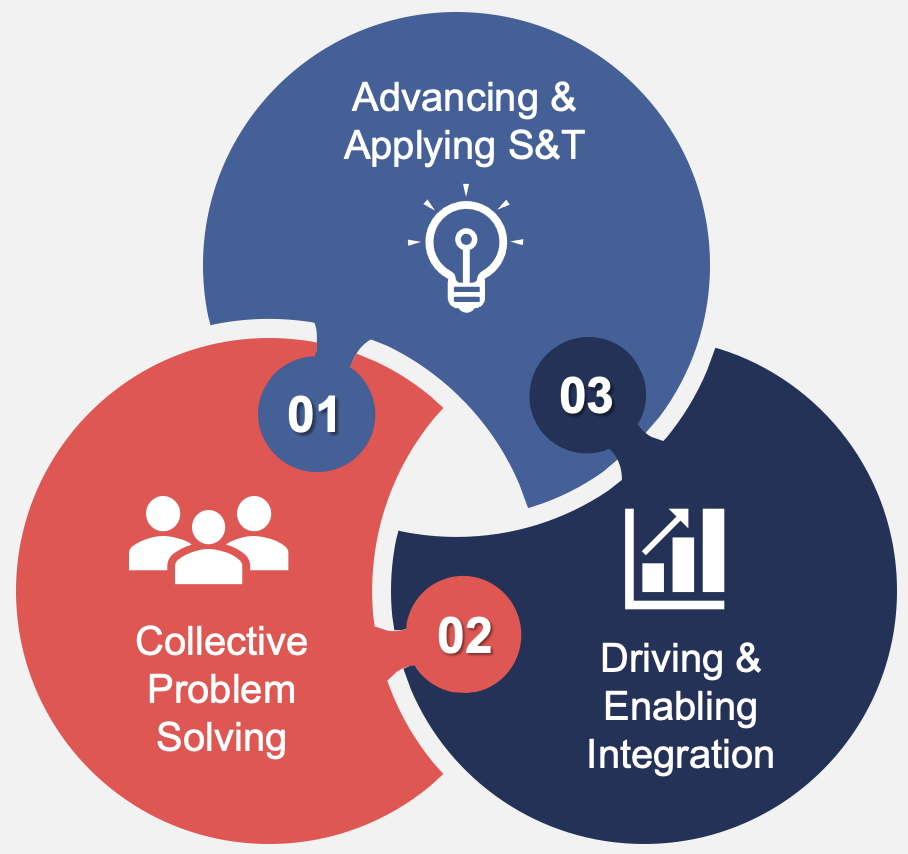 Advancing &
Applying S&T
01
03
02
Collective
Problem
Solving
Driving &
Enabling
Integration